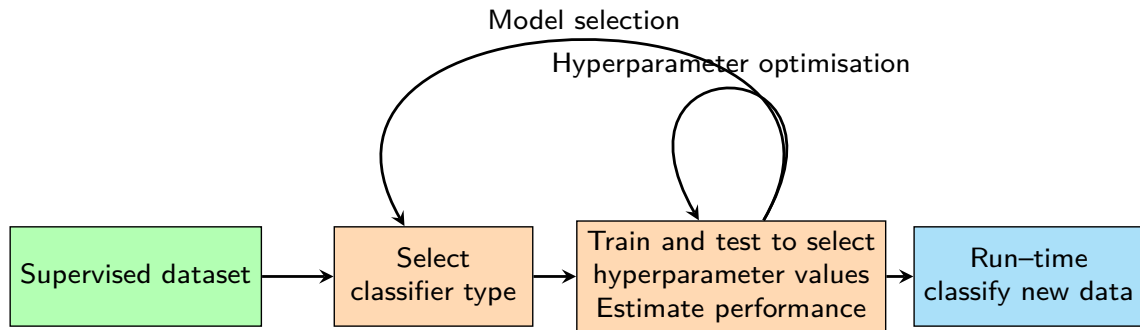 Model selection
Hyperparameter optimisation
Supervised dataset
Select
classifier type
Train and test to select
hyperparameter values
Estimate performance
Run–time
classify new data